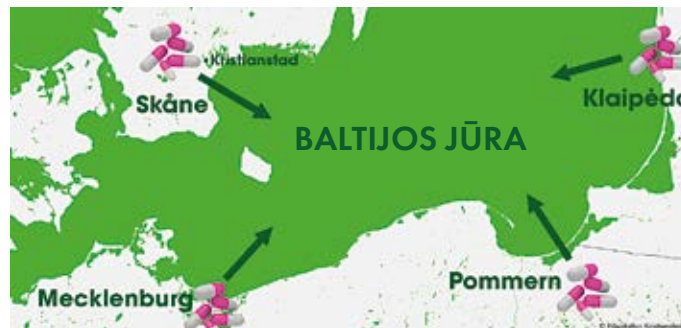 •Kristianstad
Skåne
Klaipėda
BALTIJOS JŪRA
Pommern
Mecklenburg